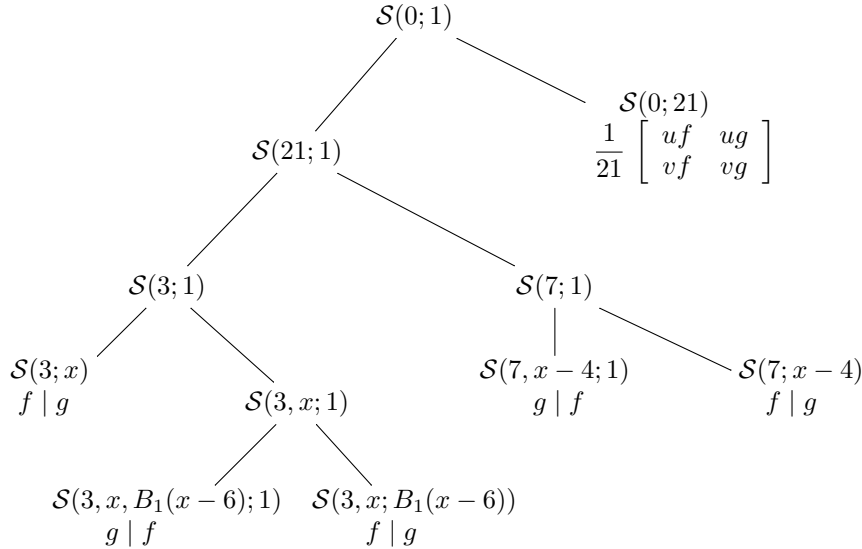 𝒮(0; 1)
𝒮(0; 21)
1/21 [ uf ug ; vf vg ]
𝒮(21; 1)
𝒮(3; 1)
𝒮(7; 1)
𝒮(3; x)
f | g
𝒮(3, x; 1)
𝒮(7, x − 4; 1)
g | f
𝒮(7; x − 4)
f | g
𝒮(3, x, B₁(x − 6); 1)
g | f
𝒮(3, x; B₁(x − 6))
f | g